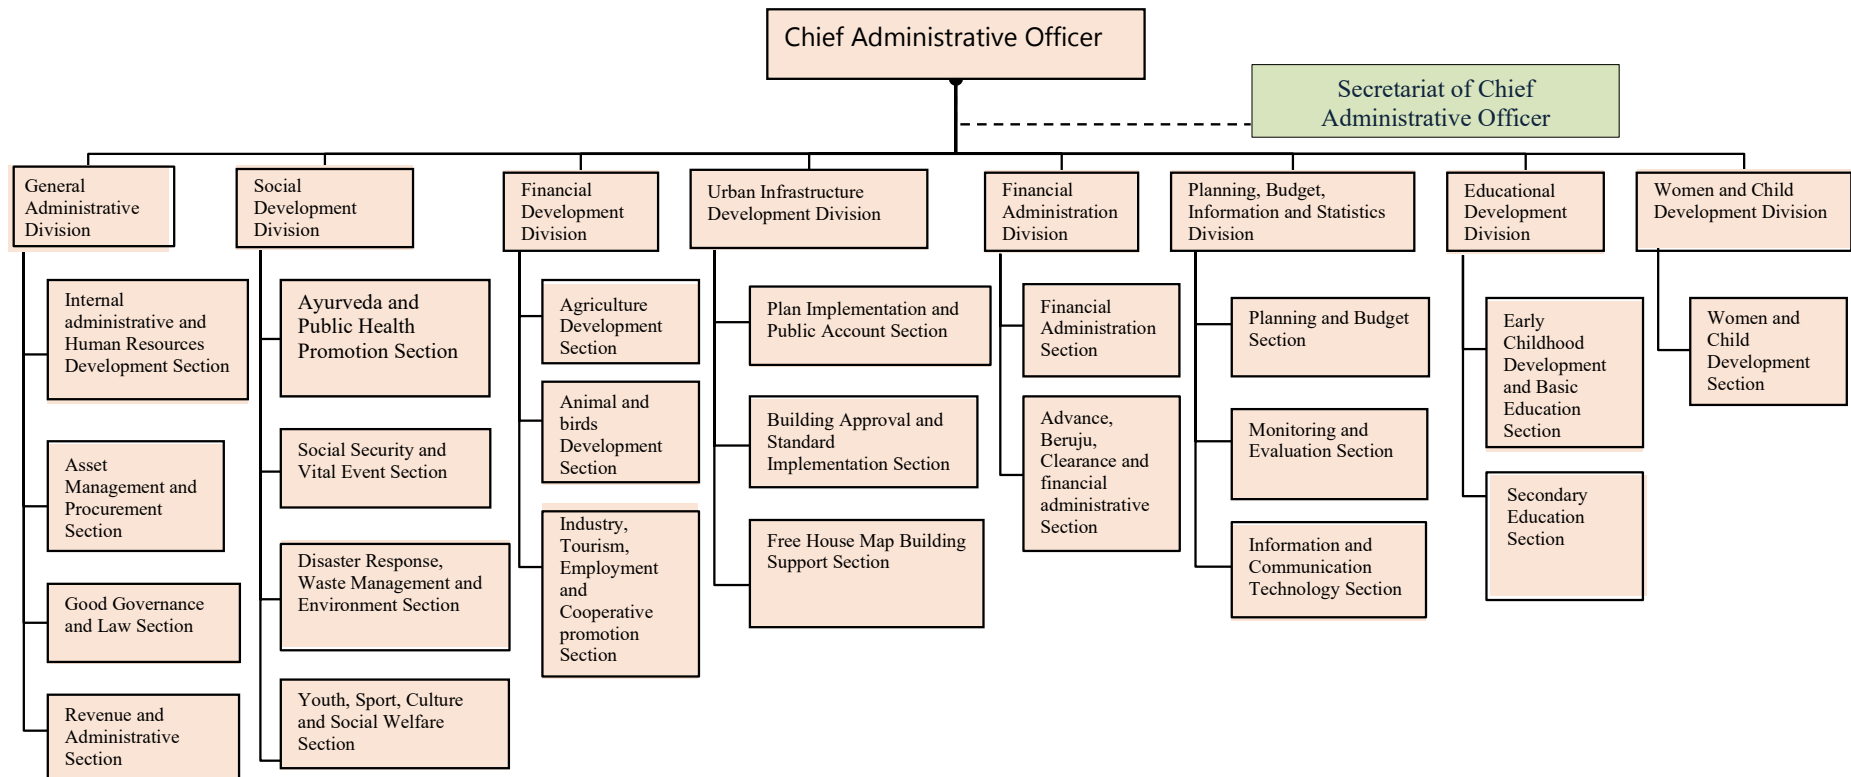 Chief Administrative Officer
Secretariat of Chief
Administrative Officer
General
Administrative
Division
Social
Development
Division
Financial
Development
Division
Urban Infrastructure
Development Division
Financial
Administration
Division
Planning, Budget,
Information and Statistics
Division
Educational
Development
Division
Women and Child
Development Division
Internal
administrative and
Human Resources
Development Section
Asset
Management and
Procurement
Section
Good Governance
and Law Section
Revenue and
Administrative
Section
Ayurveda and
Public Health
Promotion Section
Social Security and
Vital Event Section
Disaster Response,
Waste Management and
Environment Section
Youth, Sport, Culture
and Social Welfare
Section
Agriculture
Development
Section
Animal and
birds
Development
Section
Industry,
Tourism,
Employment
and
Cooperative
promotion
Section
Plan Implementation and
Public Account Section
Building Approval and
Standard
Implementation Section
Free House Map Building
Support Section
Financial
Administration
Section
Advance,
Beruju,
Clearance and
financial
administrative
Section
Planning and Budget
Section
Monitoring and
Evaluation Section
Information and
Communication
Technology Section
Early
Childhood
Development
and Basic
Education
Section
Secondary
Education
Section
Women and
Child
Development
Section